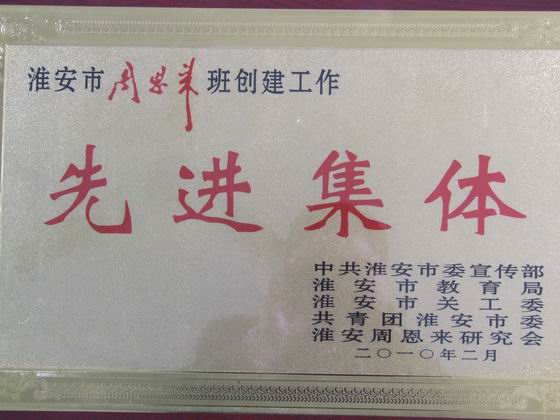 淮安市周恩来班创建工作
先进集体
中共淮安市委宣传部
淮安市教育局
淮安市关工委
共青团淮安市委
淮安周恩来研究会
二〇一〇年二月